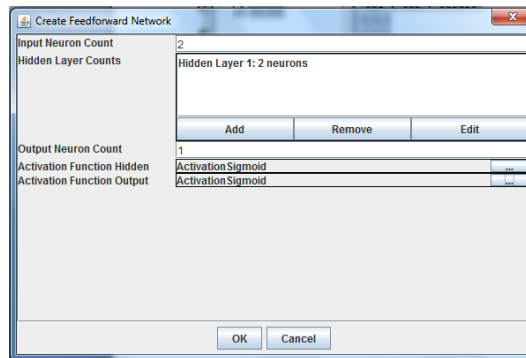 Create Feedforward Network
Input Neuron Count 2
Hidden Layer Counts Hidden Layer 1: 2 neurons
Add Remove Edit
Output Neuron Count 1
Activation Function Hidden ActivationSigmoid ...
Activation Function Output ActivationSigmoid ...
OK Cancel